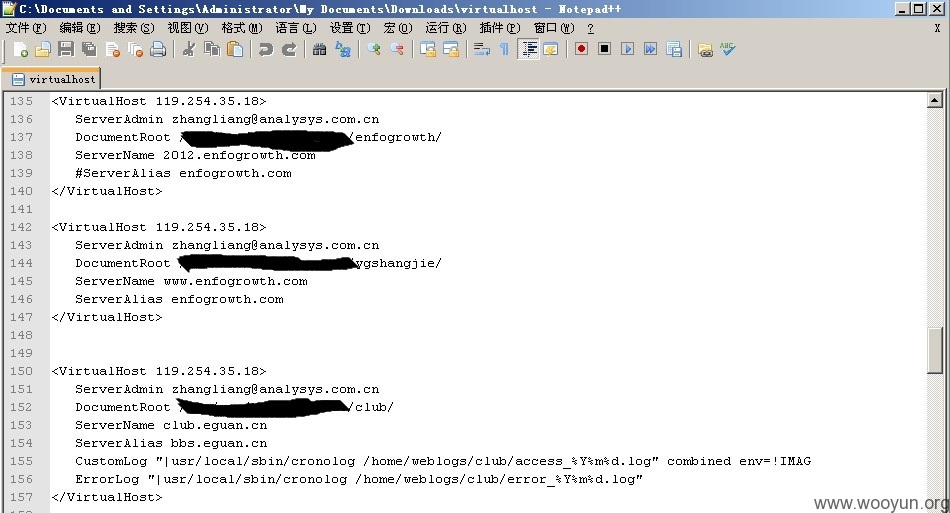 C:\Documents and Settings\Administrator\My Documents\Downloads\virtualhost - Notepad++
文件(F) 编辑(E) 搜索(S) 视图(V) 格式(M) 语言(L) 设置(T) 宏(O) 运行(R) 插件(P) 窗口(W) ? X
virtualhost
135 <VirtualHost 119.254.35.18>
136 ServerAdmin zhangliang@analysys.com.cn
137 DocumentRoot /enfogrowth/
138 ServerName 2012.enfogrowth.com
139 #ServerAlias enfogrowth.com
140 </VirtualHost>
141
142 <VirtualHost 119.254.35.18>
143 ServerAdmin zhangliang@analysys.com.cn
144 DocumentRoot ygshangjie/
145 ServerName www.enfogrowth.com
146 ServerAlias enfogrowth.com
147 </VirtualHost>
148
149
150 <VirtualHost 119.254.35.18>
151 ServerAdmin zhangliang@analysys.com.cn
152 DocumentRoot /club/
153 ServerName club.eguan.cn
154 ServerAlias bbs.eguan.cn
155 CustomLog "|usr/local/sbin/cronolog /home/weblogs/club/access_%Y%m%d.log" combined env=!IMAG
156 ErrorLog "|usr/local/sbin/cronolog /home/weblogs/club/error_%Y%m%d.log"
157 </VirtualHost>
www.wooyun.org